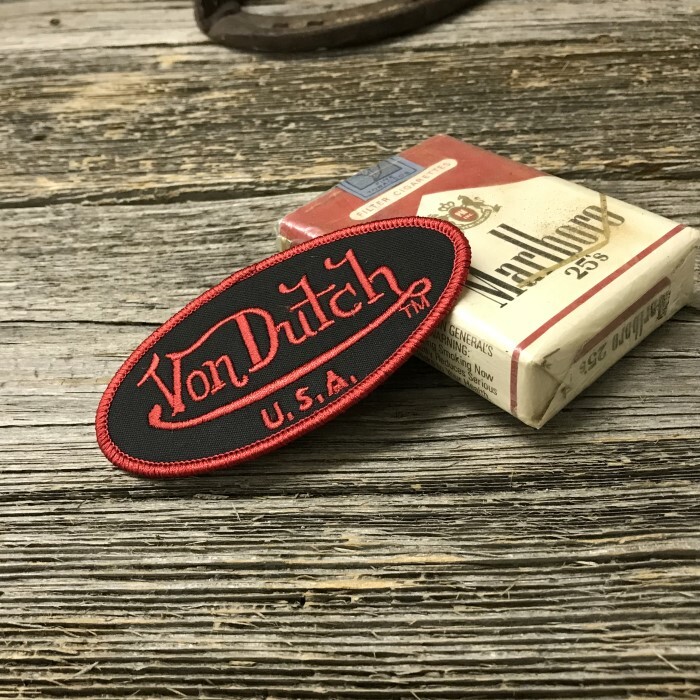 Von Dutch
TM
U.S.A.
FILTER CIGARETTES
Marlboro
25's
GENERAL'S
WARNING:
Smoking Now
Serious
Marlboro 25's